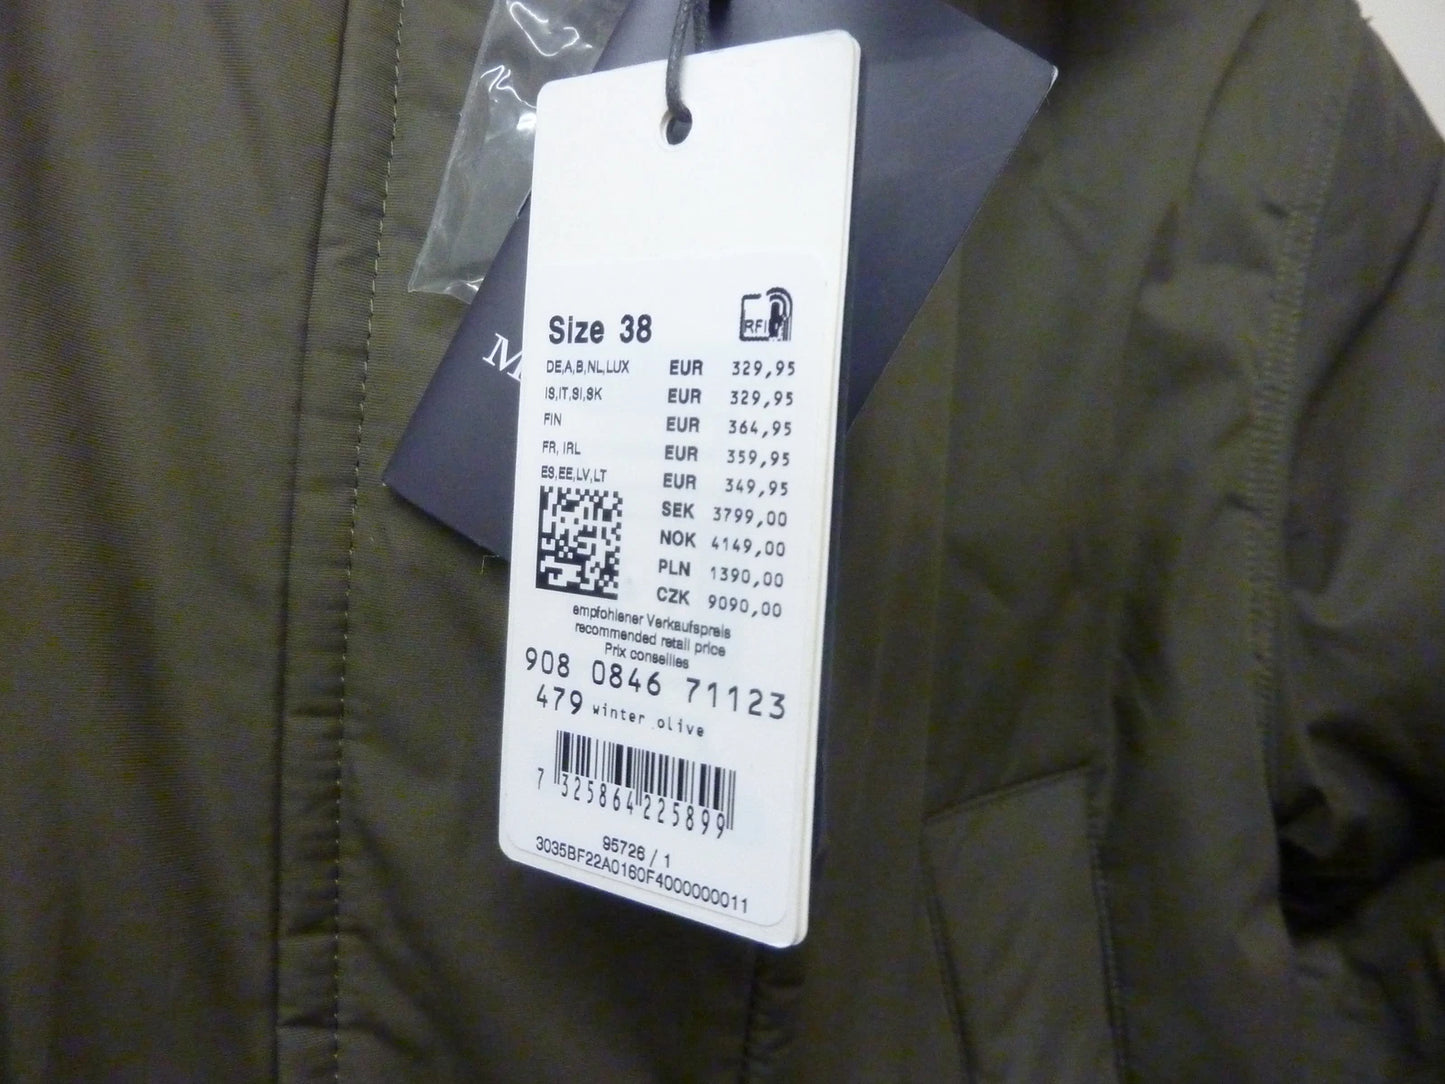 Size 38
RFID
DE,A,B,NL,LUX EUR 329,95
IS,IT,SI,SK EUR 329,95
FIN EUR 364,95
FR, IRL EUR 359,95
ES,EE,LV,LT EUR 349,95
SEK 3799,00
NOK 4149,00
PLN 1390,00
CZK 9090,00
empfohlener Verkaufspreis
recommended retail price
Prix conseilles
908 0846 71123
479 winter olive
7 325864 225899
95726 / 1
3035BF22A0160F4000000011